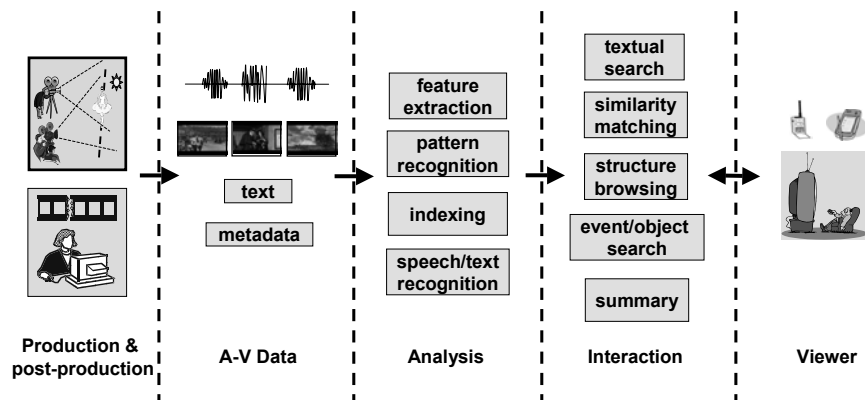 text
metadata
feature
extraction
pattern
recognition
indexing
speech/text
recognition
textual
search
similarity
matching
structure
browsing
event/object
search
summary
Production &
post-production
A-V Data
Analysis
Interaction
Viewer